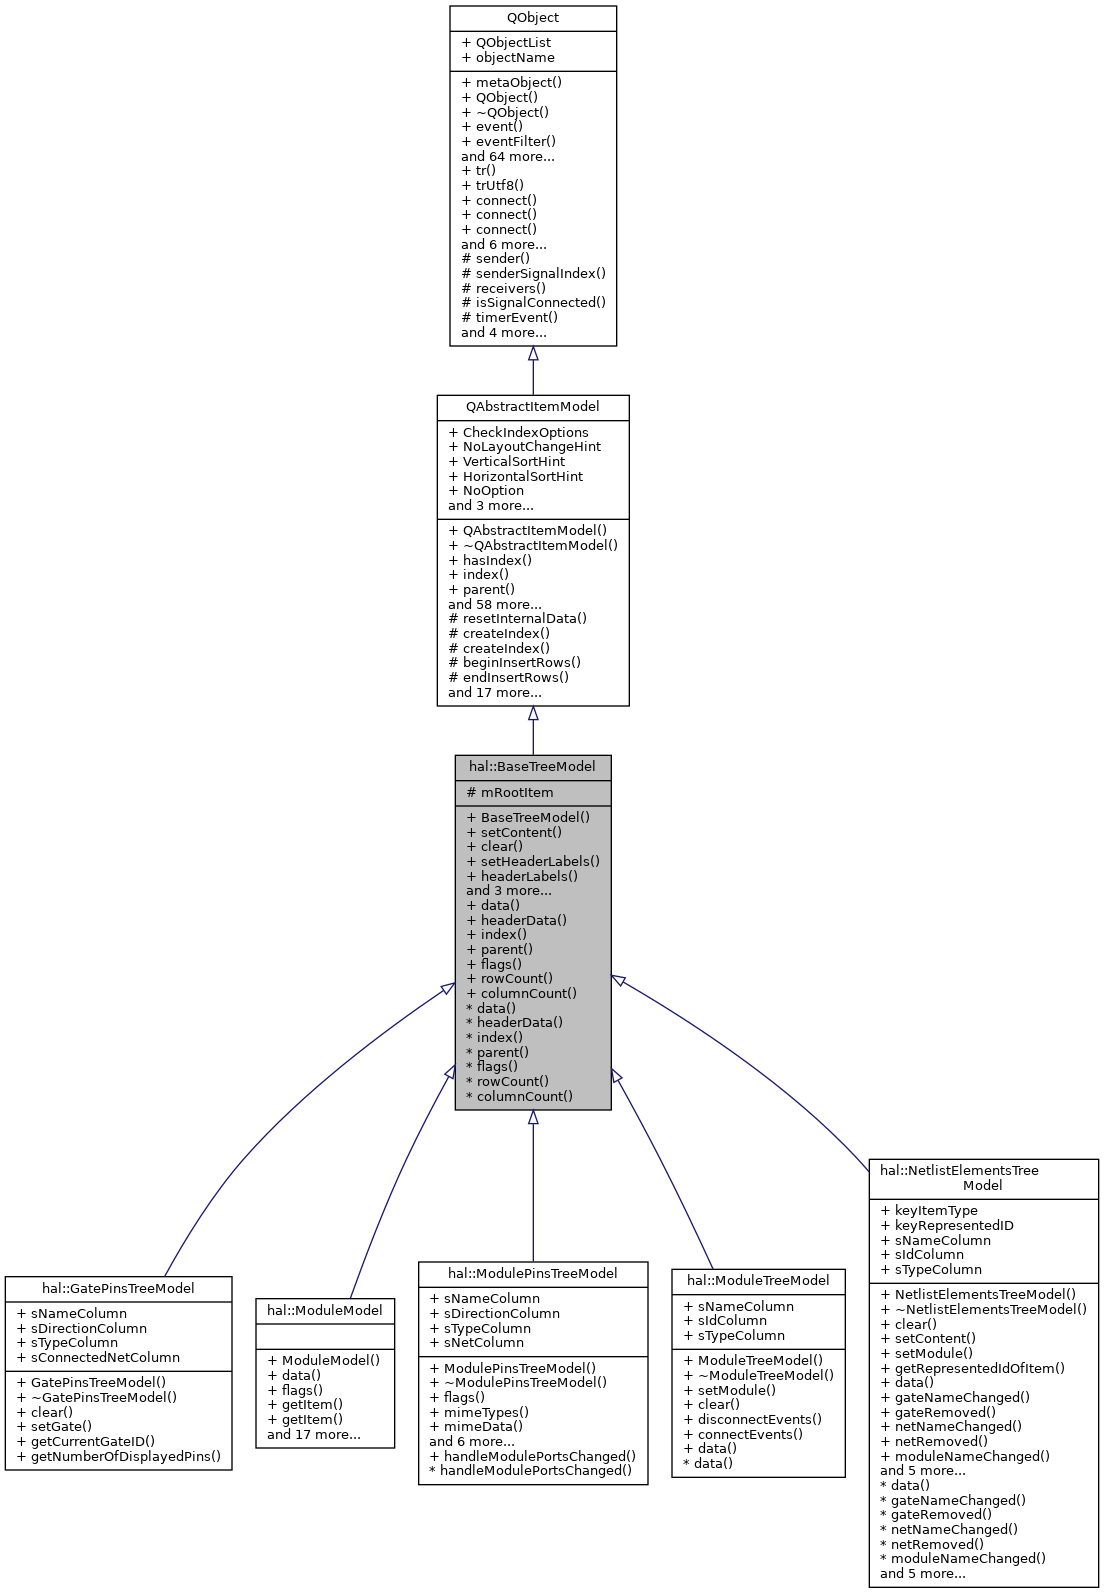 QObject
+ QObjectList
+ objectName
+ metaObject()
+ QObject()
+ ~QObject()
+ event()
+ eventFilter()
and 64 more...
+ tr()
+ trUtf8()
+ connect()
+ connect()
+ connect()
and 6 more...
# sender()
# senderSignalIndex()
# receivers()
# isSignalConnected()
# timerEvent()
and 4 more...
QAbstractItemModel
+ CheckIndexOptions
+ NoLayoutChangeHint
+ VerticalSortHint
+ HorizontalSortHint
+ NoOption
and 3 more...
+ QAbstractItemModel()
+ ~QAbstractItemModel()
+ hasIndex()
+ index()
+ parent()
and 58 more...
# resetInternalData()
# createIndex()
# createIndex()
# beginInsertRows()
# endInsertRows()
and 17 more...
hal::BaseTreeModel
# mRootItem
+ BaseTreeModel()
+ setContent()
+ clear()
+ setHeaderLabels()
+ headerLabels()
and 3 more...
+ data()
+ headerData()
+ index()
+ parent()
+ flags()
+ rowCount()
+ columnCount()
* data()
* headerData()
* index()
* parent()
* flags()
* rowCount()
* columnCount()
hal::GatePinsTreeModel
+ sNameColumn
+ sDirectionColumn
+ sTypeColumn
+ sConnectedNetColumn
+ GatePinsTreeModel()
+ ~GatePinsTreeModel()
+ clear()
+ setGate()
+ getCurrentGateID()
+ getNumberOfDisplayedPins()
hal::ModuleModel
+ ModuleModel()
+ data()
+ flags()
+ getItem()
+ getItem()
and 17 more...
hal::ModulePinsTreeModel
+ sNameColumn
+ sDirectionColumn
+ sTypeColumn
+ sNetColumn
+ ModulePinsTreeModel()
+ ~ModulePinsTreeModel()
+ flags()
+ mimeTypes()
+ mimeData()
and 6 more...
+ handleModulePortsChanged()
* handleModulePortsChanged()
hal::ModuleTreeModel
+ sNameColumn
+ sIdColumn
+ sTypeColumn
+ ModuleTreeModel()
+ ~ModuleTreeModel()
+ setModule()
+ clear()
+ disconnectEvents()
+ connectEvents()
+ data()
* data()
hal::NetlistElementsTree
Model
+ keyItemType
+ keyRepresentedID
+ sNameColumn
+ sIdColumn
+ sTypeColumn
+ NetlistElementsTreeModel()
+ ~NetlistElementsTreeModel()
+ clear()
+ setContent()
+ setModule()
+ getRepresentedIdOfItem()
+ data()
+ gateNameChanged()
+ gateRemoved()
+ netNameChanged()
+ netRemoved()
+ moduleNameChanged()
and 5 more...
* data()
* gateNameChanged()
* gateRemoved()
* netNameChanged()
* netRemoved()
* moduleNameChanged()
and 5 more...